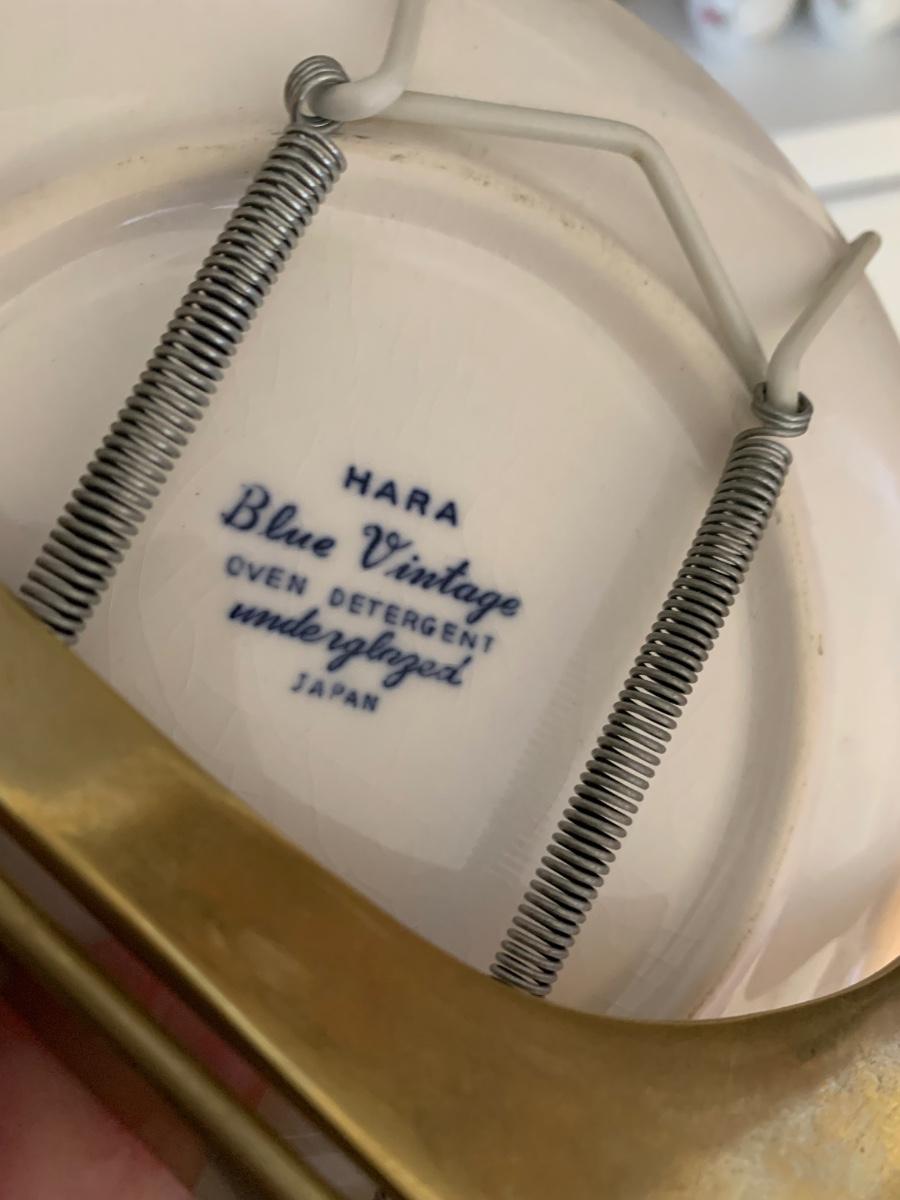 HARA
Blue Vintage
OVEN DETERGENT
underglazed
JAPAN